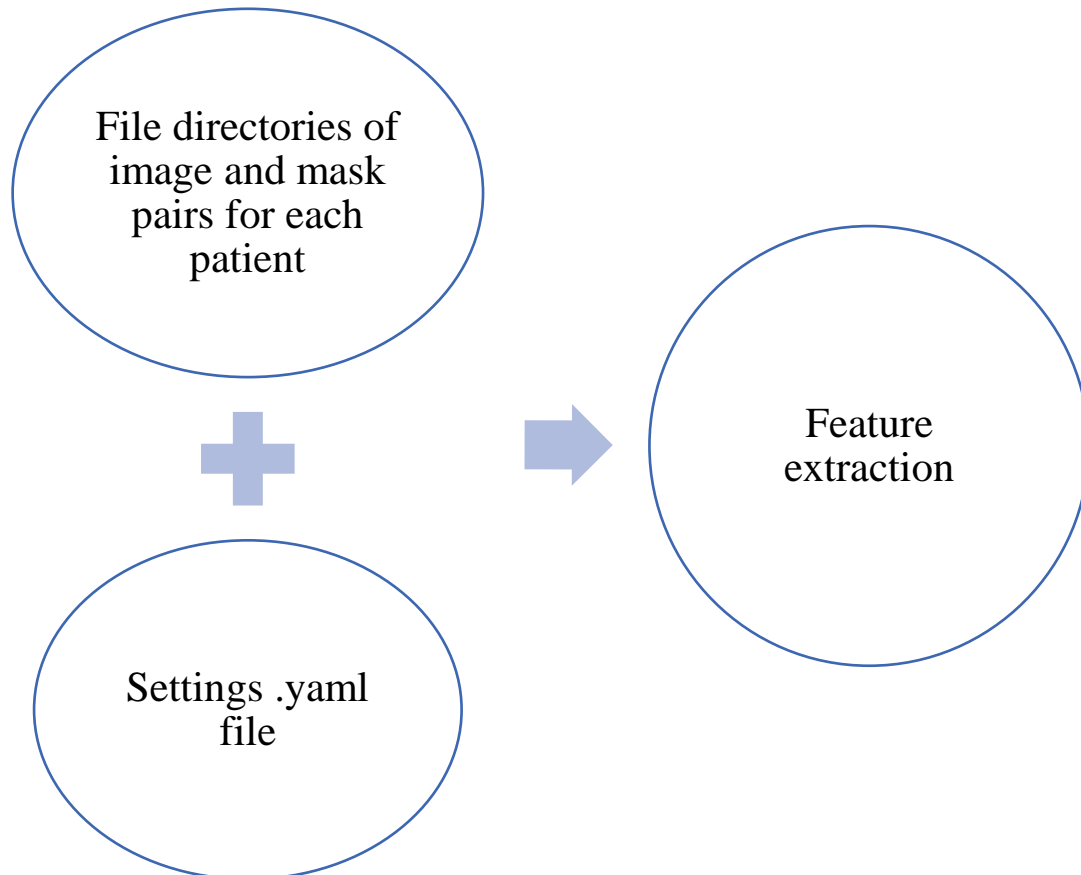 File directories of
image and mask
pairs for each
patient
Settings .yaml
file
Feature
extraction